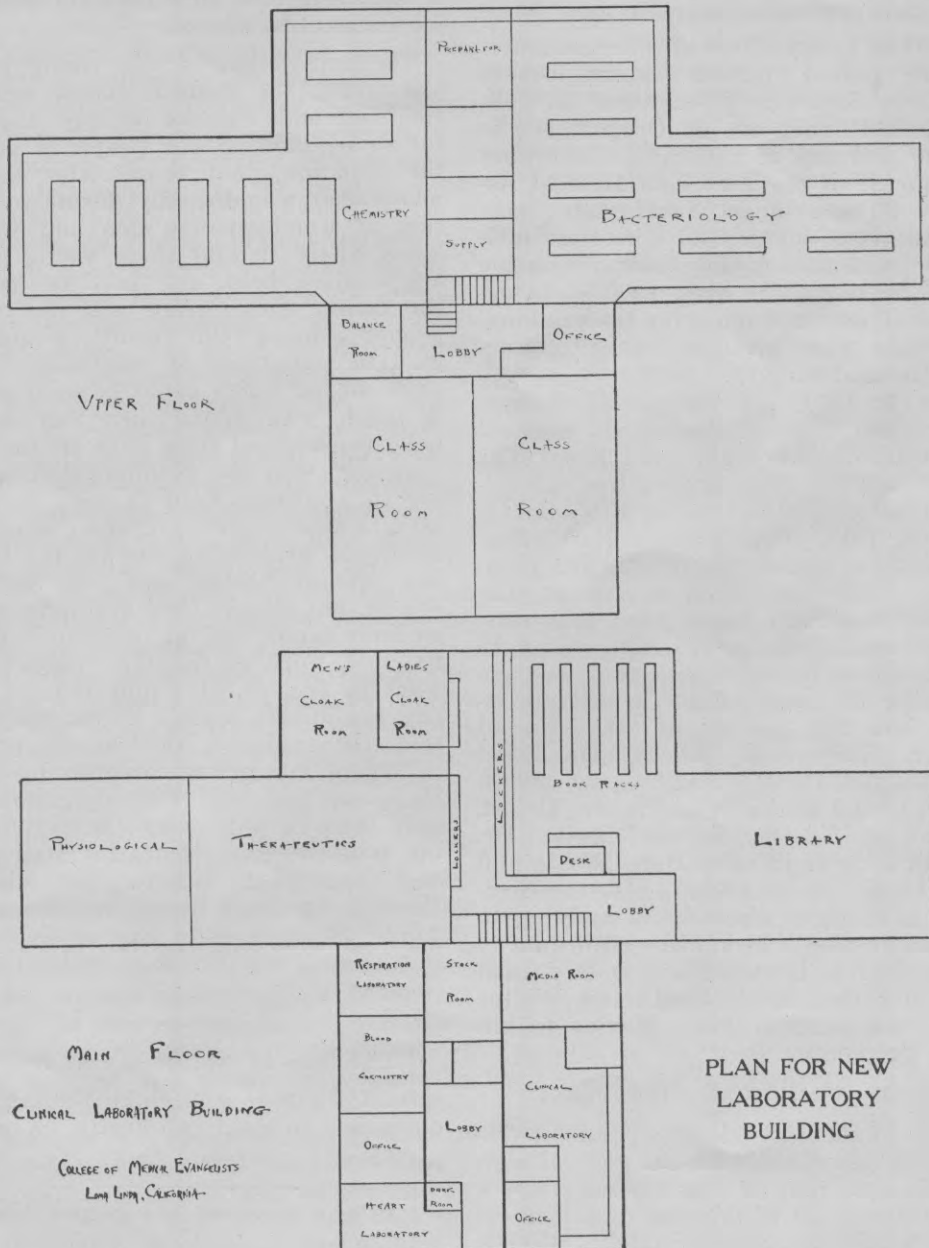 PREPARATOR
CHEMISTRY
SUPPLY
BACTERIOLOGY
BALANCE
ROOM
LOBBY
OFFICE
UPPER FLOOR
CLASS
ROOM
CLASS
ROOM
MEN'S
CLOAK
ROOM
LADIES
CLOAK
ROOM
LOCKERS
BOOK RACKS
PHYSIOLOGICAL
THERAPEUTICS
LOCKERS
DESK
LIBRARY
LOBBY
RESPIRATION
LABORATORY
STOCK
ROOM
MEDIA ROOM
BLOOD
CHEMISTRY
CLINICAL
LABORATORY
OFFICE
LOBBY
DARK
ROOM
HEART
LABORATORY
OFFICE
MAIN FLOOR
CLINICAL LABORATORY BUILDING
COLLEGE OF MEDICAL EVANGELISTS
LOMA LINDA, CALIFORNIA
PLAN FOR NEW
LABORATORY
BUILDING